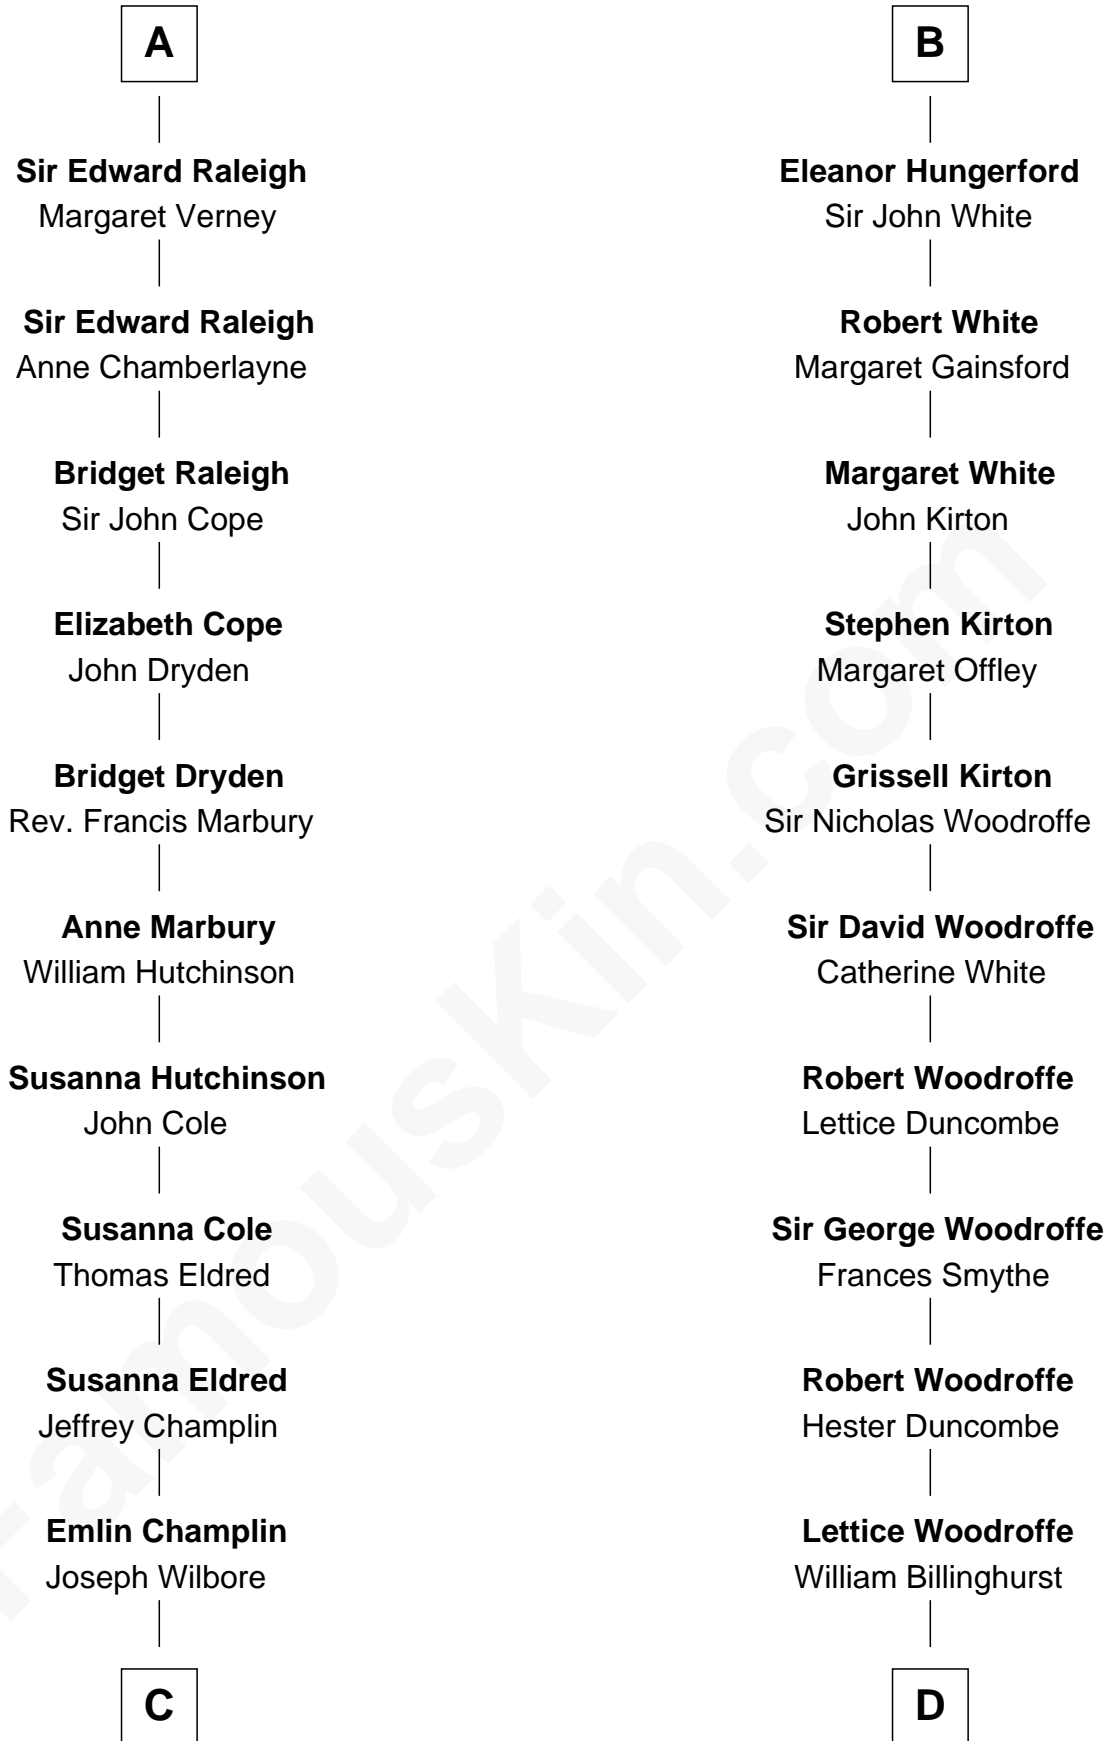 A
Sir Edward Raleigh
Margaret Verney
Sir Edward Raleigh
Anne Chamberlayne
Bridget Raleigh
Sir John Cope
Elizabeth Cope
John Dryden
Bridget Dryden
Rev. Francis Marbury
Anne Marbury
William Hutchinson
Susanna Hutchinson
John Cole
Susanna Cole
Thomas Eldred
Susanna Eldred
Jeffrey Champlin
Emlin Champlin
Joseph Wilbore
C
B
Eleanor Hungerford
Sir John White
Robert White
Margaret Gainsford
Margaret White
John Kirton
Stephen Kirton
Margaret Offley
Grissell Kirton
Sir Nicholas Woodroffe
Sir David Woodroffe
Catherine White
Robert Woodroffe
Lettice Duncombe
Sir George Woodroffe
Frances Smythe
Robert Woodroffe
Hester Duncombe
Lettice Woodroffe
William Billinghurst
D
FamousKin.com